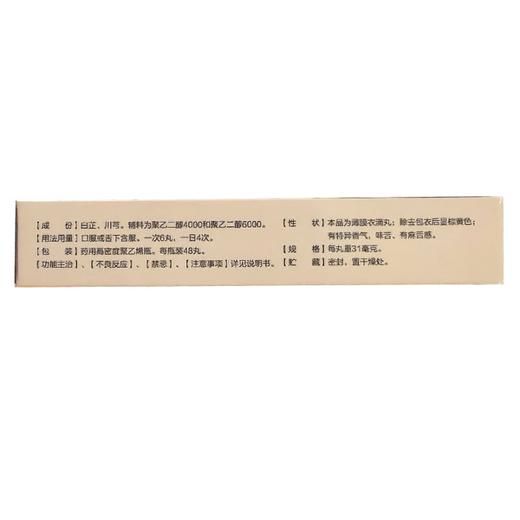 【成　份】白芷、川芎。辅料为聚乙二醇4000和聚乙二醇6000。
【用法用量】口服或舌下含服。一次6丸，一日4次。
【包　装】药用高密度聚乙烯瓶。每瓶装48丸。
【功能主治】、【不良反应】、【禁忌】、【注意事项】详见说明书。
【性　状】本品为薄膜衣滴丸；除去包衣后显棕黄色；
有特异香气，味苦、有麻舌感。
【规　格】每丸重31毫克。
【贮　藏】密封，置干燥处。